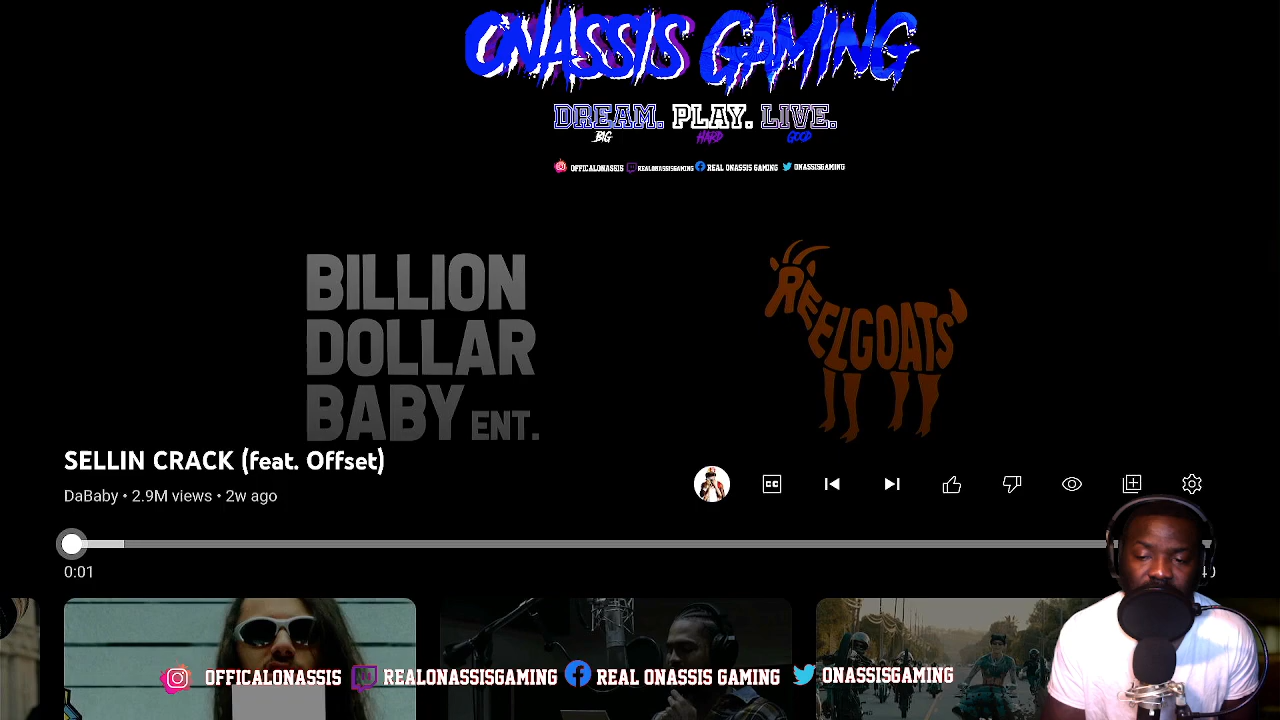 ONASSIS GAMING
DREAM. PLAY. LIVE.
BIG HARD GOOD
OFFICALONASSIS REALONASSISGAMING REAL ONASSIS GAMING ONASSISGAMING
BILLION
DOLLAR
BABY ENT.
REELGOATS
SELLIN CRACK (feat. Offset)
DaBaby • 2.9M views • 2w ago
CC
0:01
OFFICALONASSIS REALONASSISGAMING REAL ONASSIS GAMING ONASSISGAMING